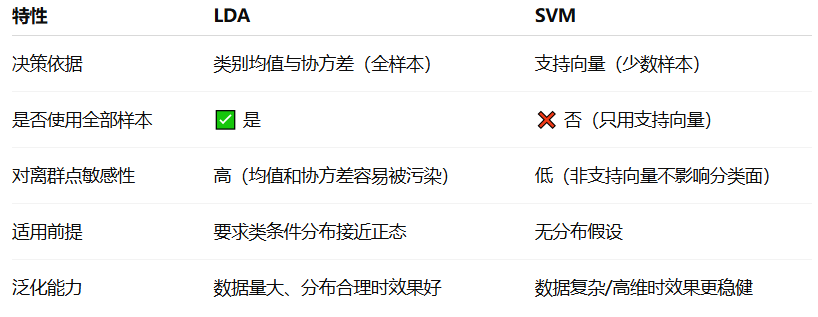 特性 LDA SVM
决策依据 类别均值与协方差（全样本） 支持向量（少数样本）
是否使用全部样本 ✅ 是 ❌ 否（只用支持向量）
对离群点敏感性 高（均值和协方差容易被污染） 低（非支持向量不影响分类面）
适用前提 要求类条件分布接近正态 无分布假设
泛化能力 数据量大、分布合理时效果好 数据复杂/高维时效果更稳健